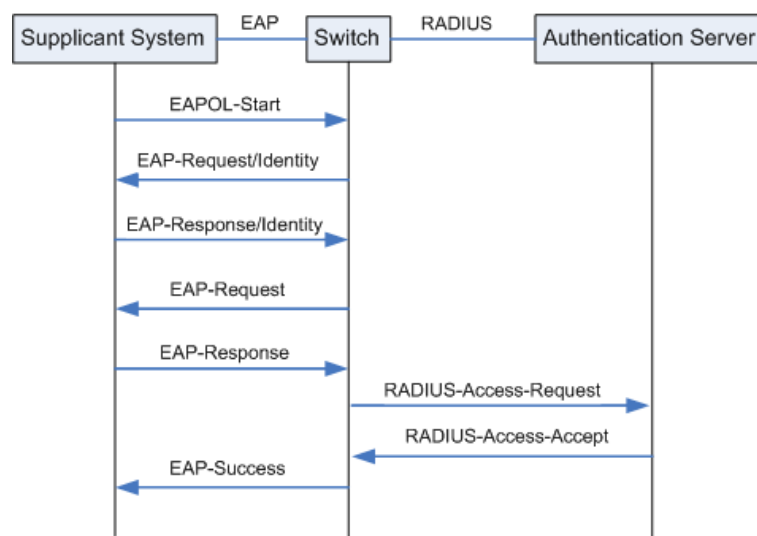 EAP
RADIUS
Supplicant System
Switch
Authentication Server
EAPOL-Start
EAP-Request/Identity
EAP-Response/Identity
EAP-Request
EAP-Response
RADIUS-Access-Request
RADIUS-Access-Accept
EAP-Success